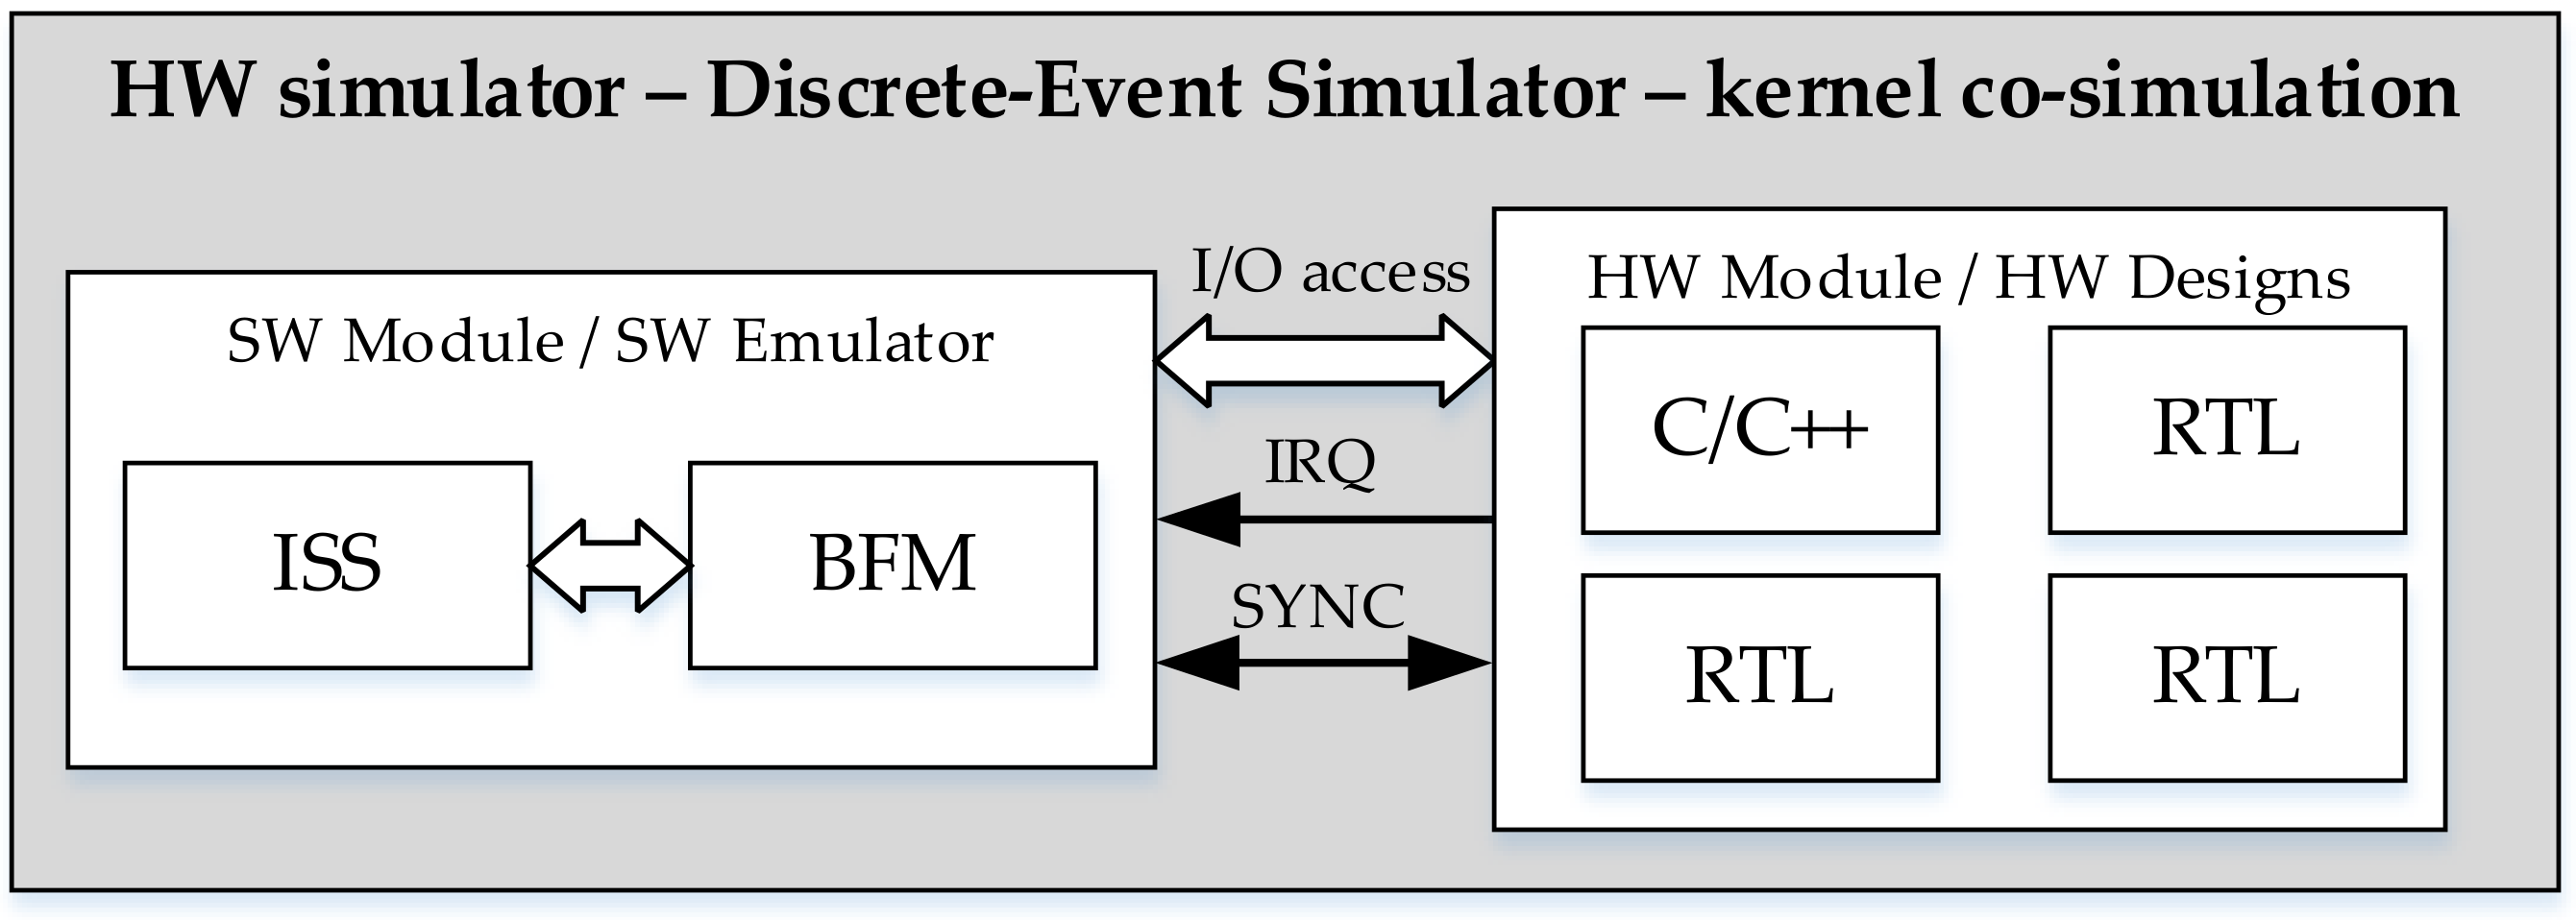 HW simulator – Discrete-Event Simulator – kernel co-simulation
SW Module / SW Emulator
ISS
BFM
I/O access
IRQ
SYNC
HW Module / HW Designs
C/C++
RTL
RTL
RTL